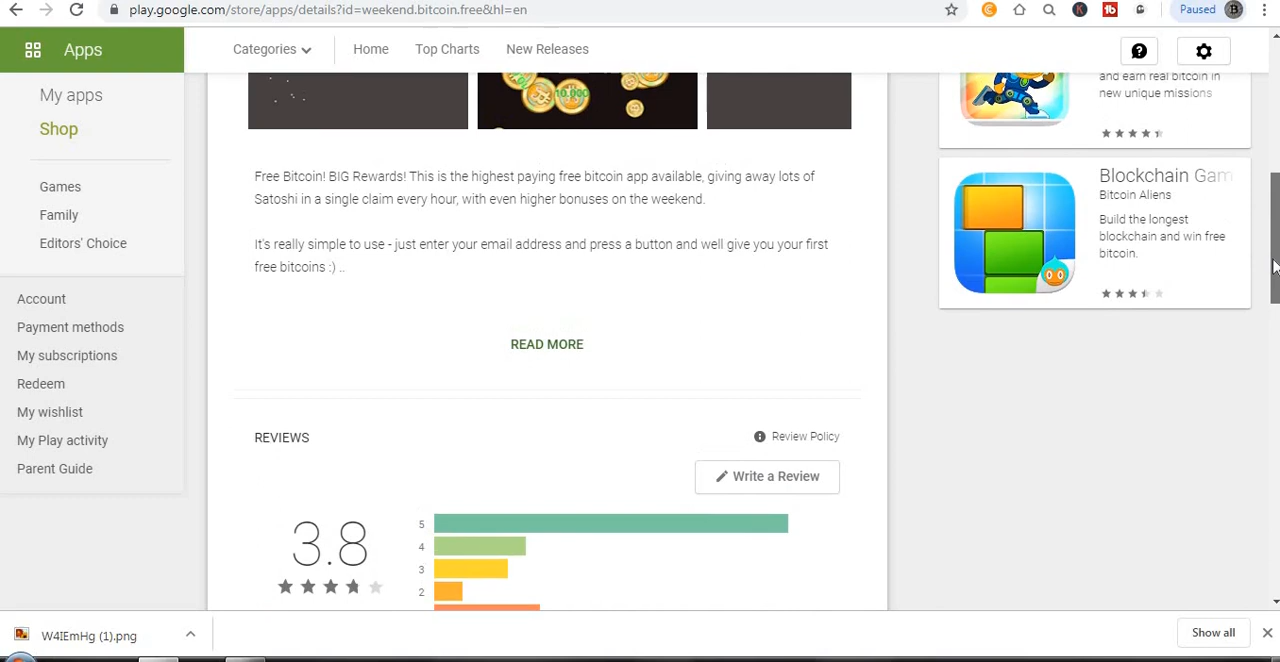 play.google.com/store/apps/details?id=weekend.bitcoin.free&hl=en
Paused
Apps
Categories
Home
Top Charts
New Releases
My apps
Shop
Games
Family
Editors' Choice
Account
Payment methods
My subscriptions
Redeem
My wishlist
My Play activity
Parent Guide
10,000
Free Bitcoin! BIG Rewards! This is the highest paying free bitcoin app available, giving away lots of
Satoshi in a single claim every hour, with even higher bonuses on the weekend.
It's really simple to use - just enter your email address and press a button and well give you your first
free bitcoins :) ..
READ MORE
REVIEWS
Review Policy
Write a Review
3.8
5
4
3
2
and earn real bitcoin in
new unique missions
Blockchain Gam
Bitcoin Aliens
Build the longest
blockchain and win free
bitcoin.
W4IEmHg (1).png
Show all